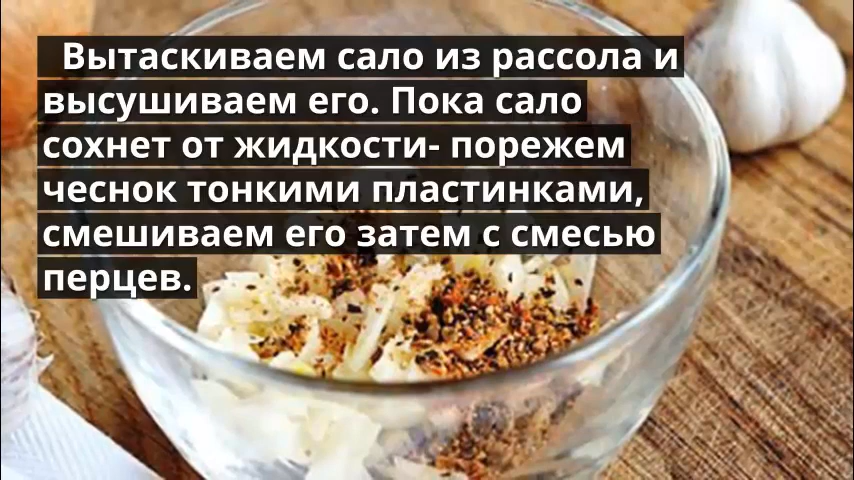 Вытаскиваем сало из рассола и
высушиваем его. Пока сало
сохнет от жидкости- порежем
чеснок тонкими пластинками,
смешиваем его затем с смесью
перцев.